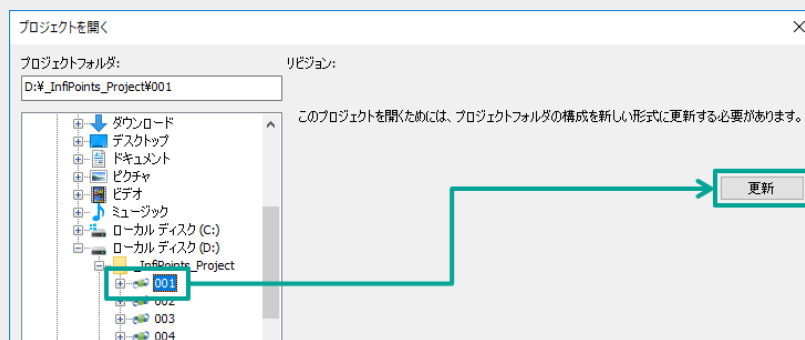 プロジェクトを開く
プロジェクトフォルダ:
リビジョン:
D:¥_InfiPoints_Project¥001
このプロジェクトを開くためには、プロジェクトフォルダの構成を新しい形式に更新する必要があります。
ダウンロード
デスクトップ
ドキュメント
ピクチャ
更新
ビデオ
ミュージック
ローカル ディスク (C:)
ローカル ディスク (D:)
_InfiPoints_Project
001
002
003
004